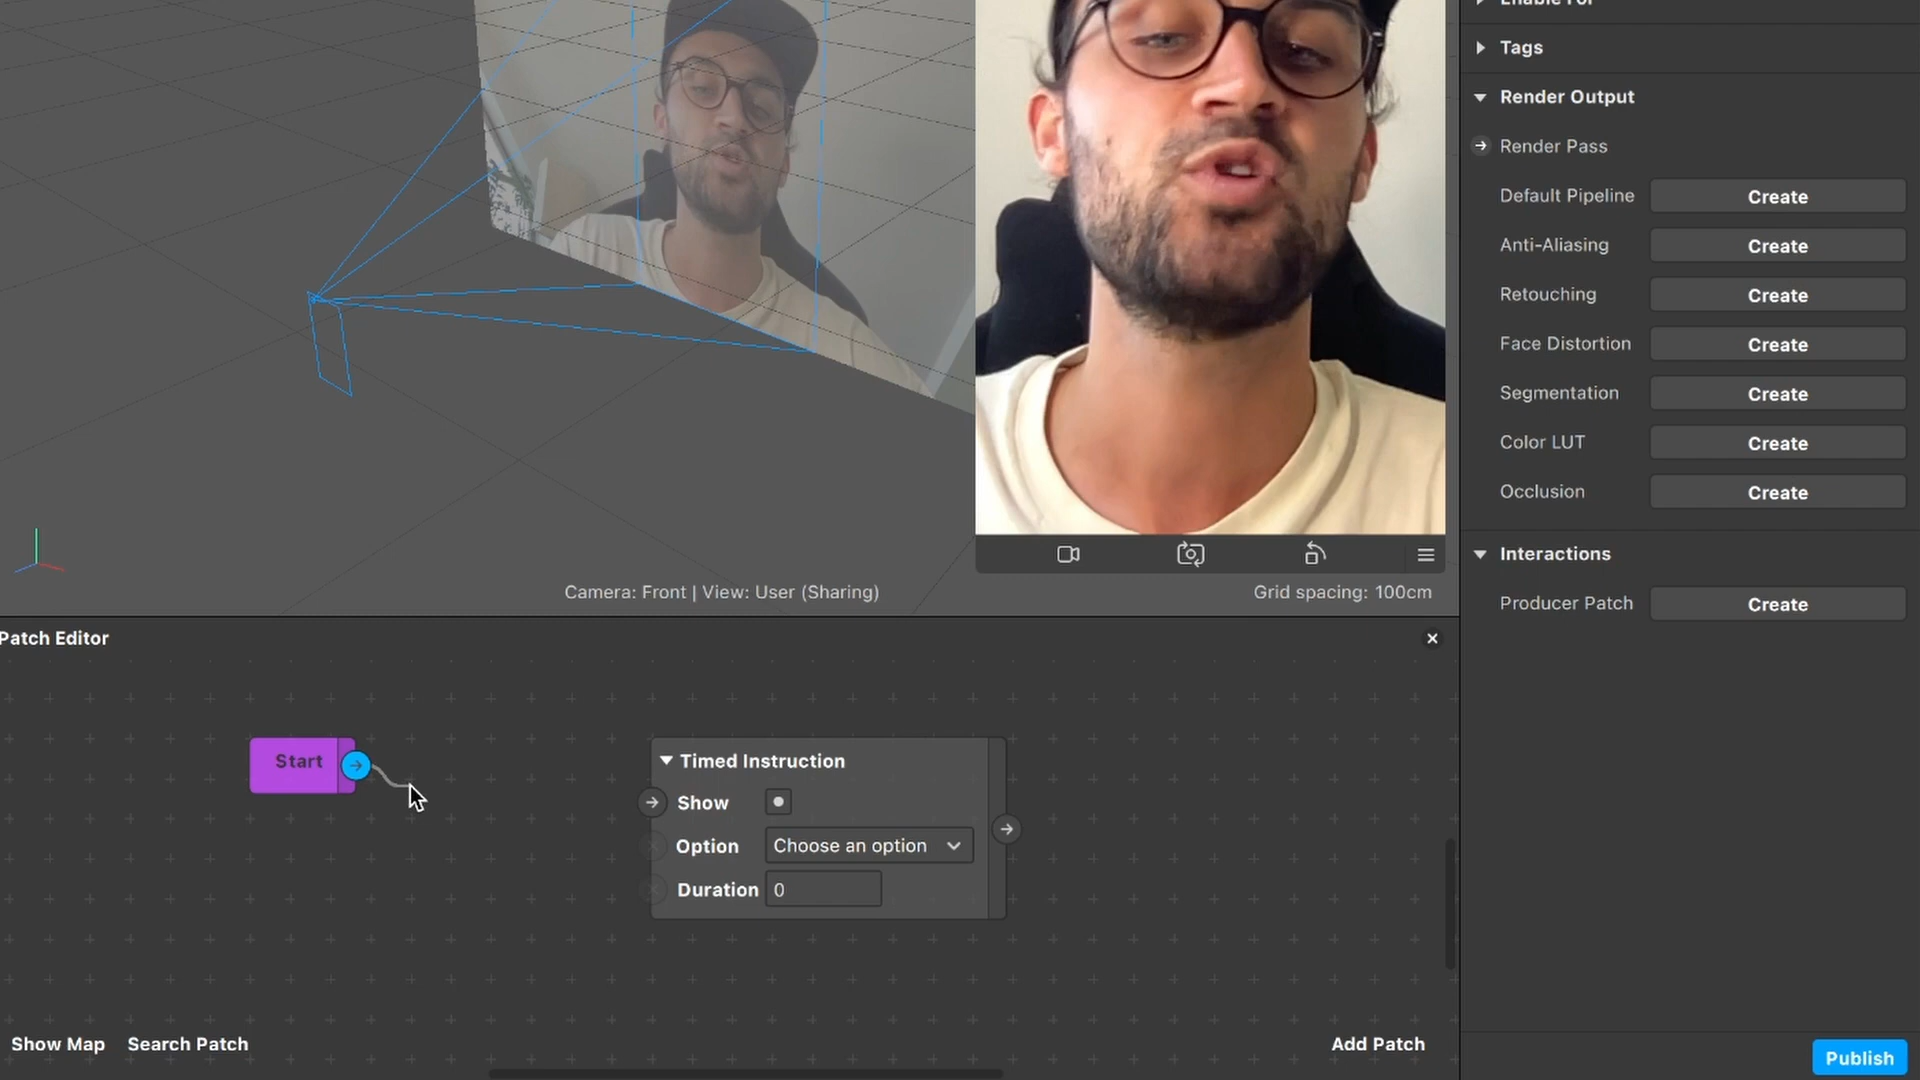 Enable For
Tags
Render Output
Render Pass
Default Pipeline Create
Anti-Aliasing Create
Retouching Create
Face Distortion Create
Segmentation Create
Color LUT Create
Occlusion Create
Interactions
Producer Patch Create
Camera: Front | View: User (Sharing)
Grid spacing: 100cm
Patch Editor
Start
Timed Instruction
Show
Option Choose an option
Duration 0
Show Map Search Patch
Add Patch
Publish